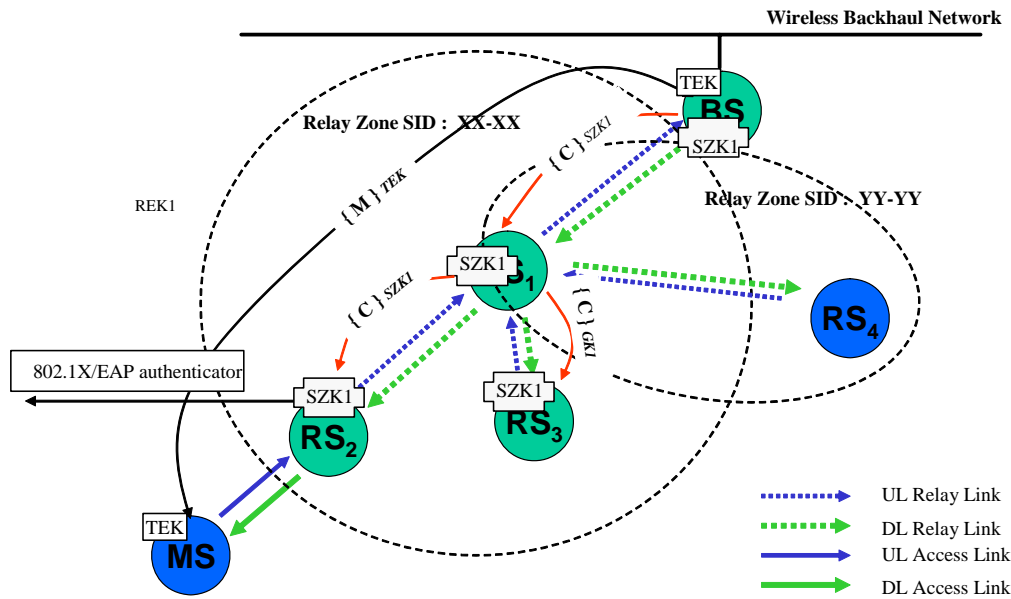 Wireless Backhaul Network
TEK
BS
SZK1
Relay Zone SID : XX-XX
{ C } SZK1
{ M } TEK
REK1
Relay Zone SID YY-YY
SZK1
S1
{ C } SZK1
{ C } GK1
RS4
802.1X/EAP authenticator
SZK1
RS2
SZK1
RS3
TEK
MS
UL Relay Link
DL Relay Link
UL Access Link
DL Access Link